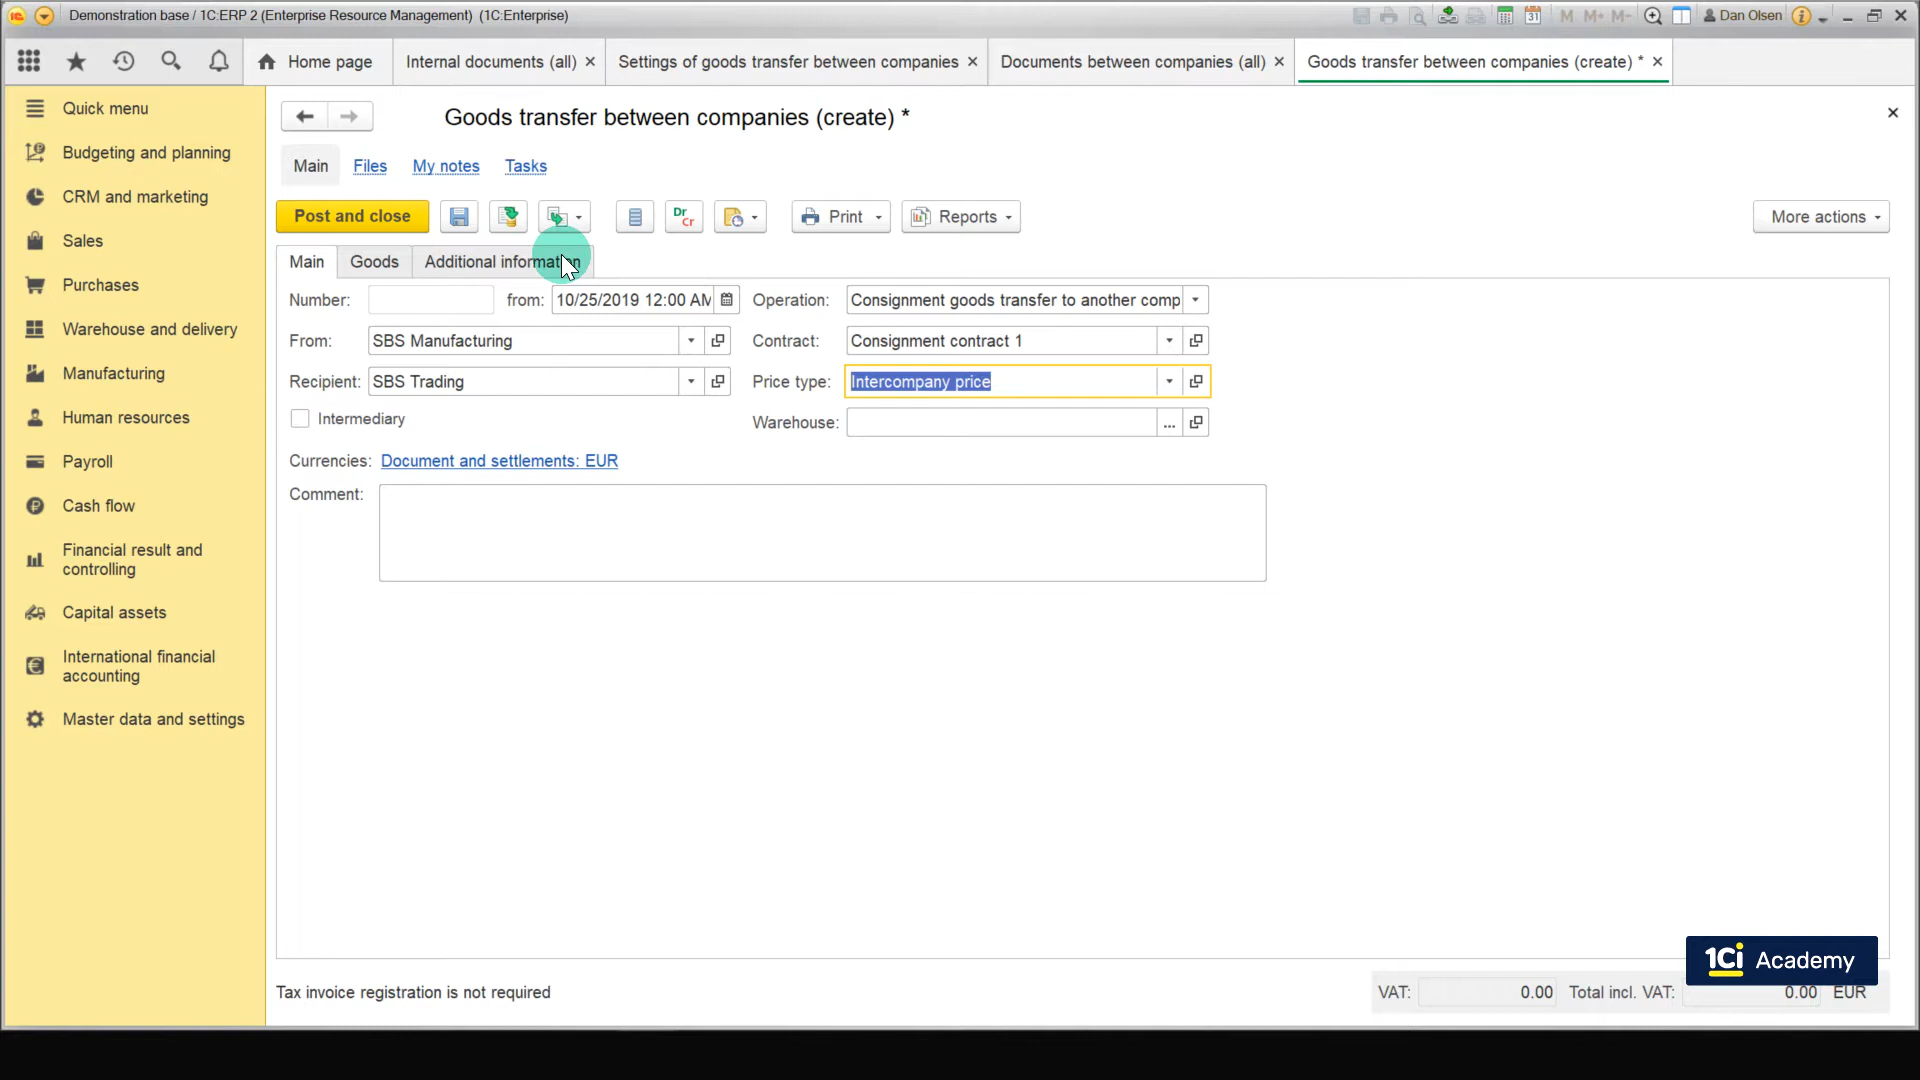 Demonstration base / 1C:ERP 2 (Enterprise Resource Management) (1C:Enterprise)
31
M M+ M-
Dan Olsen
Home page
Internal documents (all)
Settings of goods transfer between companies
Documents between companies (all)
Goods transfer between companies (create) *
Quick menu
Budgeting and planning
CRM and marketing
Sales
Purchases
Warehouse and delivery
Manufacturing
Human resources
Payroll
Cash flow
Financial result and
controlling
Capital assets
International financial
accounting
Master data and settings
Goods transfer between companies (create) *
Main Files My notes Tasks
Post and close
Dr
Cr
Print
Reports
More actions
Main Goods Additional information
Number: from: 10/25/2019 12:00 AM Operation: Consignment goods transfer to another comp
From: SBS Manufacturing Contract: Consignment contract 1
Recipient: SBS Trading Price type: Intercompany price
Intermediary Warehouse: ...
Currencies: Document and settlements: EUR
Comment:
1Ci Academy
Tax invoice registration is not required
VAT: 0.00 Total incl. VAT: 0.00 EUR